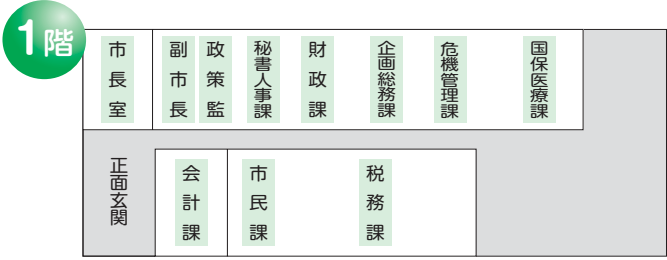 1階
市長室
副市長
政策監
秘書人事課
財政課
企画総務課
危機管理課
国保医療課
正面玄関
会計課
市民課
税務課